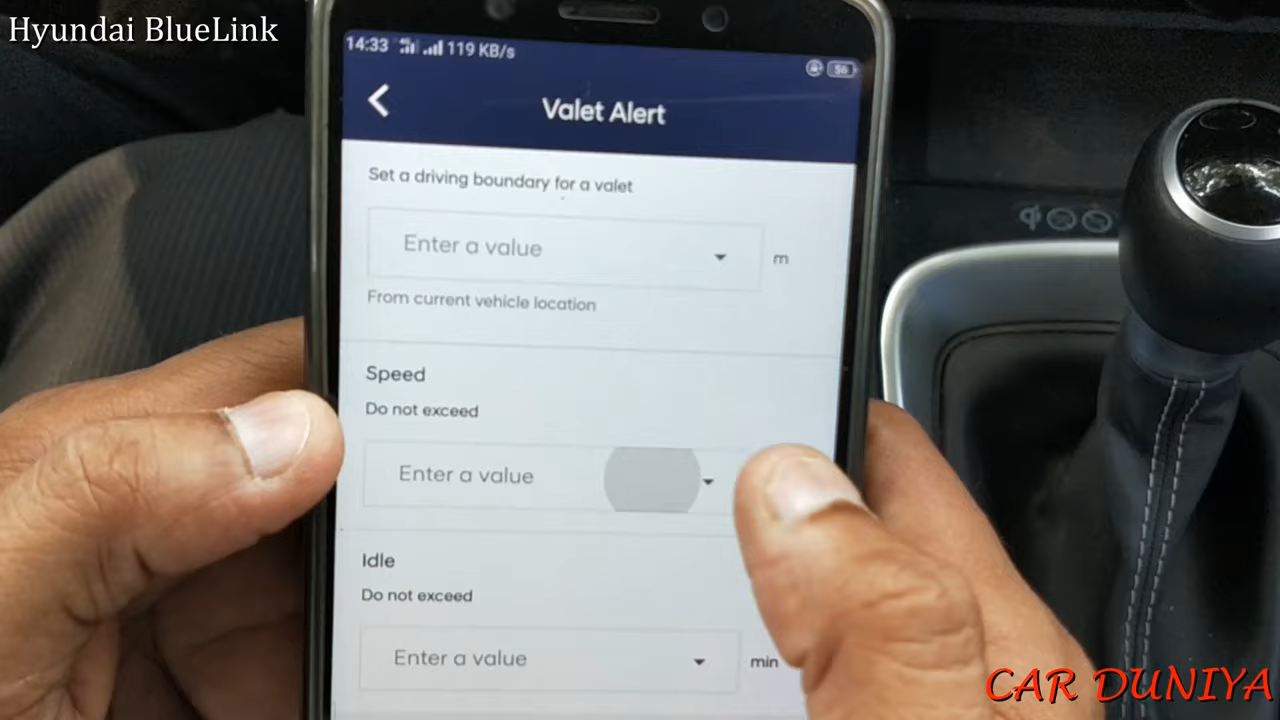 Hyundai BlueLink
14:33 119 KB/s 56
Valet Alert
Set a driving boundary for a valet
Enter a value m
From current vehicle location
Speed
Do not exceed
Enter a value
Idle
Do not exceed
Enter a value min
CAR DUNIYA